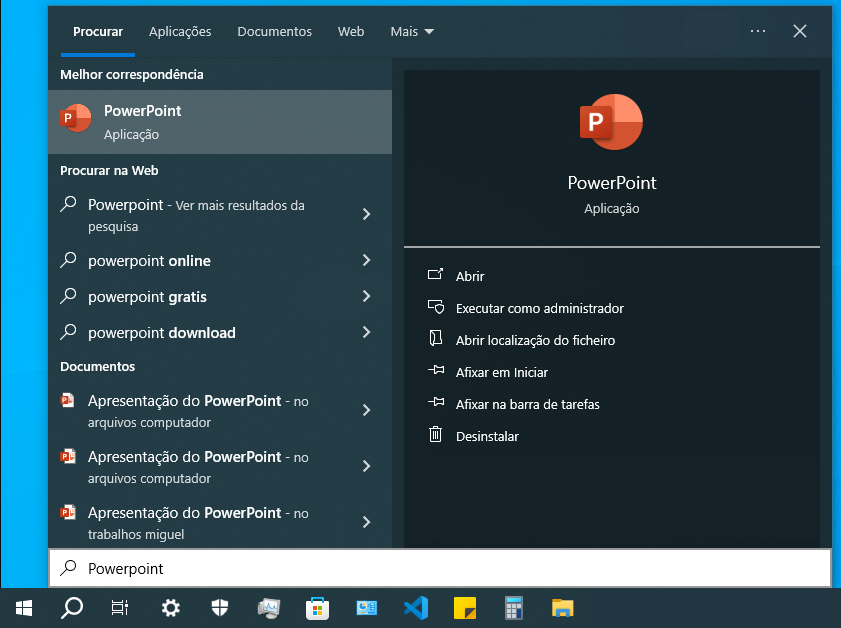 Procurar Aplicações Documentos Web Mais
Melhor correspondência
PowerPoint
Aplicação
Procurar na Web
Powerpoint - Ver mais resultados da
pesquisa
powerpoint online
powerpoint gratis
powerpoint download
Documentos
Apresentação do PowerPoint - no
arquivos computador
Apresentação do PowerPoint - no
arquivos computador
Apresentação do PowerPoint - no
trabalhos miguel
P
PowerPoint
Aplicação
Abrir
Executar como administrador
Abrir localização do ficheiro
Afixar em Iniciar
Afixar na barra de tarefas
Desinstalar
Powerpoint